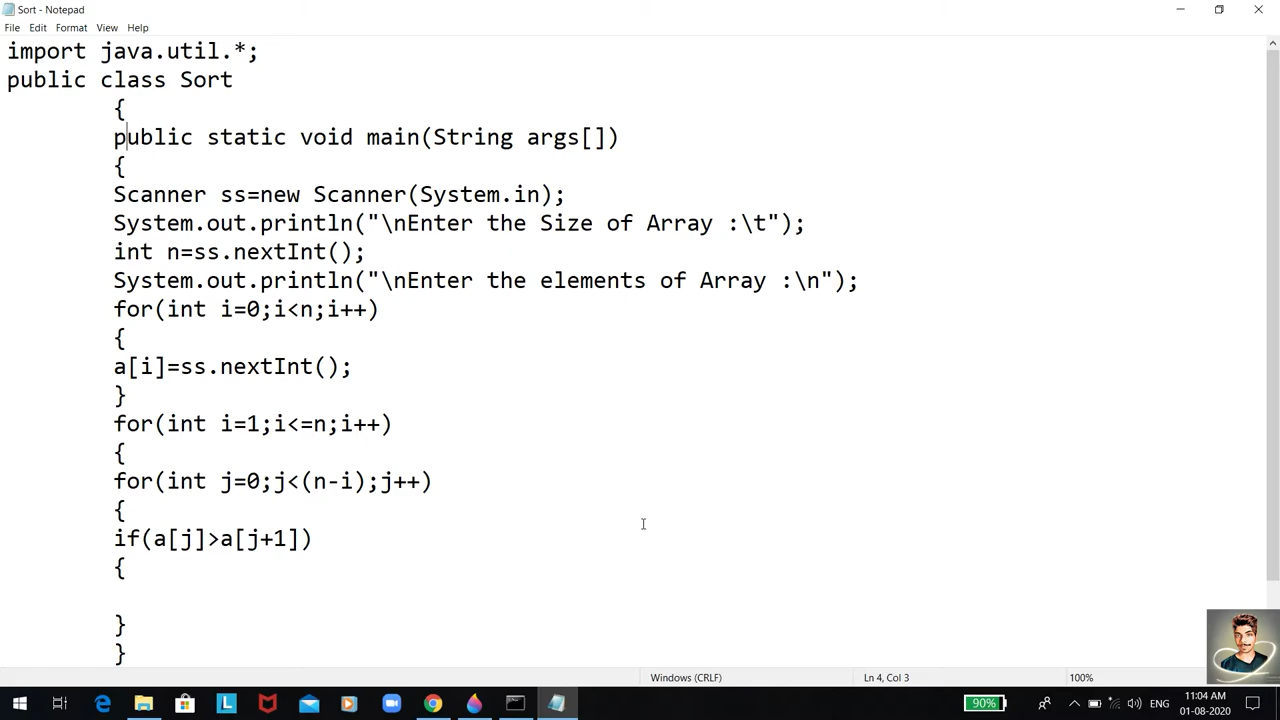 Sort - Notepad
File Edit Format View Help
import java.util.*;
public class Sort
{
public static void main(String args[])
{
Scanner ss=new Scanner(System.in);
System.out.println("\nEnter the Size of Array :\t");
int n=ss.nextInt();
System.out.println("\nEnter the elements of Array :\n");
for(int i=0;i<n;i++)
{
a[i]=ss.nextInt();
}
for(int i=1;i<=n;i++)
{
for(int j=0;j<(n-i);j++)
{
if(a[j]>a[j+1])
{
}
}
Windows (CRLF) Ln 4, Col 3 100%
90% ENG 11:04 AM
01-08-2020